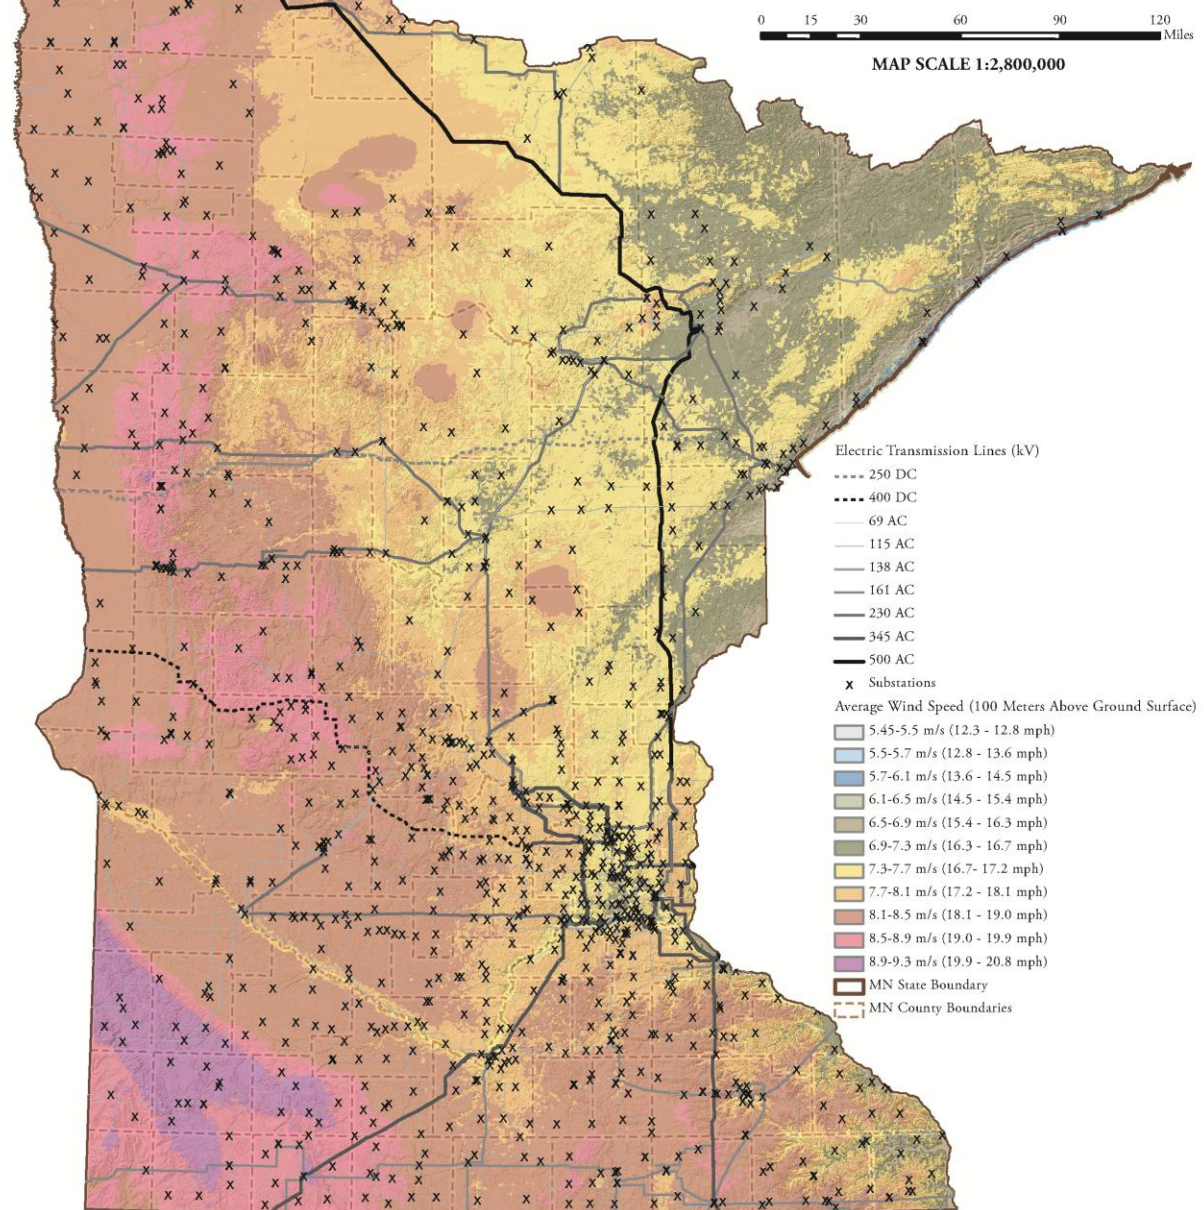 0 15 30 60 90 120
Miles
MAP SCALE 1:2,800,000
Electric Transmission Lines (kV)
250 DC
400 DC
69 AC
115 AC
138 AC
161 AC
230 AC
345 AC
500 AC
x Substations
Average Wind Speed (100 Meters Above Ground Surface)
5.45-5.5 m/s (12.3 - 12.8 mph)
5.5-5.7 m/s (12.8 - 13.6 mph)
5.7-6.1 m/s (13.6 - 14.5 mph)
6.1-6.5 m/s (14.5 - 15.4 mph)
6.5-6.9 m/s (15.4 - 16.3 mph)
6.9-7.3 m/s (16.3 - 16.7 mph)
7.3-7.7 m/s (16.7- 17.2 mph)
7.7-8.1 m/s (17.2 - 18.1 mph)
8.1-8.5 m/s (18.1 - 19.0 mph)
8.5-8.9 m/s (19.0 - 19.9 mph)
8.9-9.3 m/s (19.9 - 20.8 mph)
MN State Boundary
MN County Boundaries